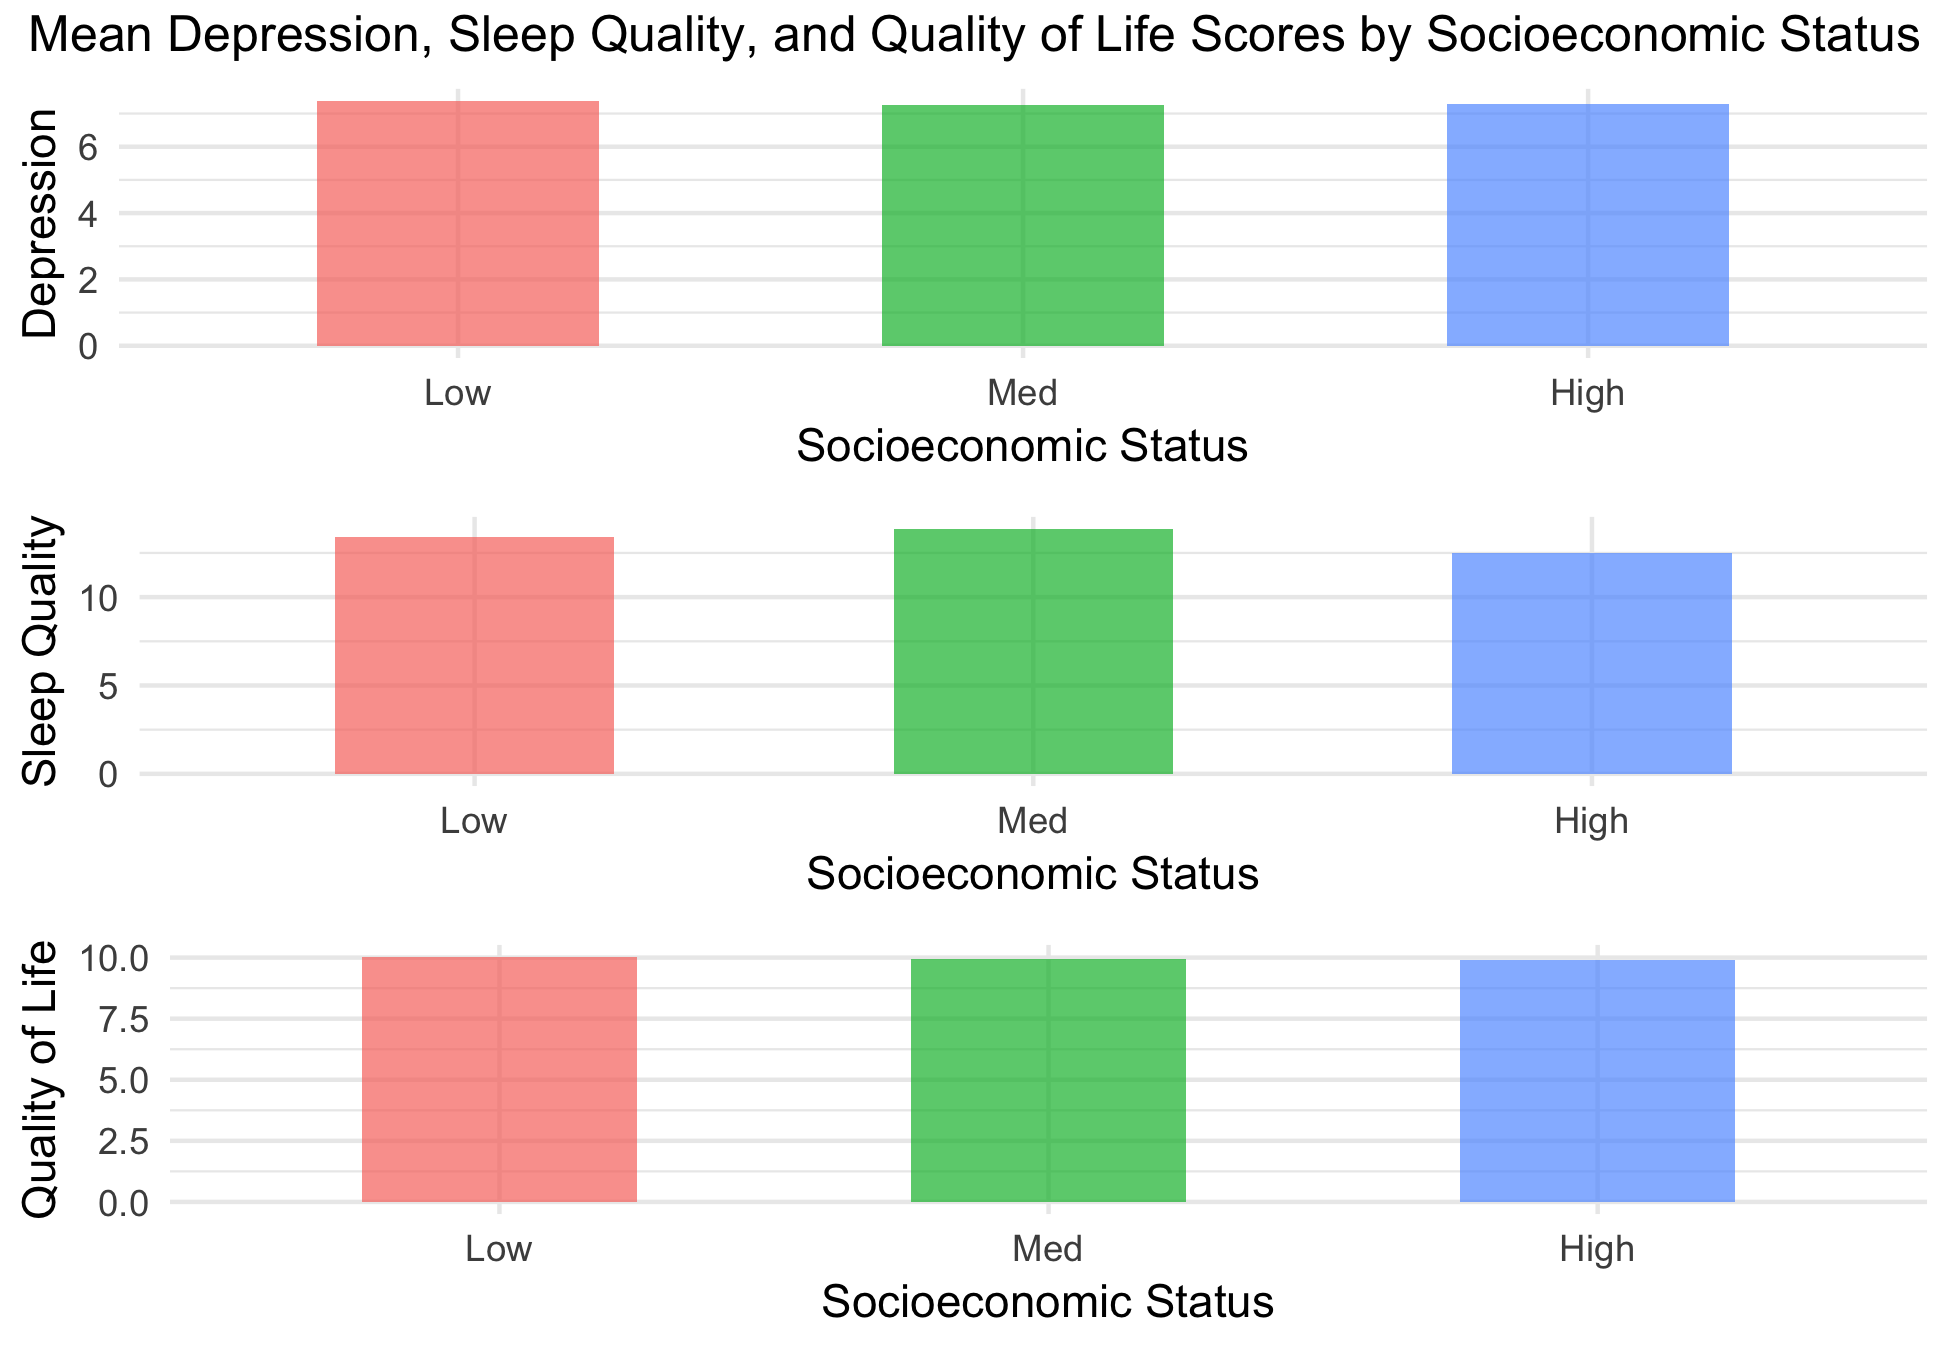 Mean Depression, Sleep Quality, and Quality of Life Scores by Socioeconomic Status
Depression
6
4
2
0
Low Med High
Socioeconomic Status
Sleep Quality
10
5
0
Low Med High
Socioeconomic Status
Quality of Life
10.0
7.5
5.0
2.5
0.0
Low Med High
Socioeconomic Status